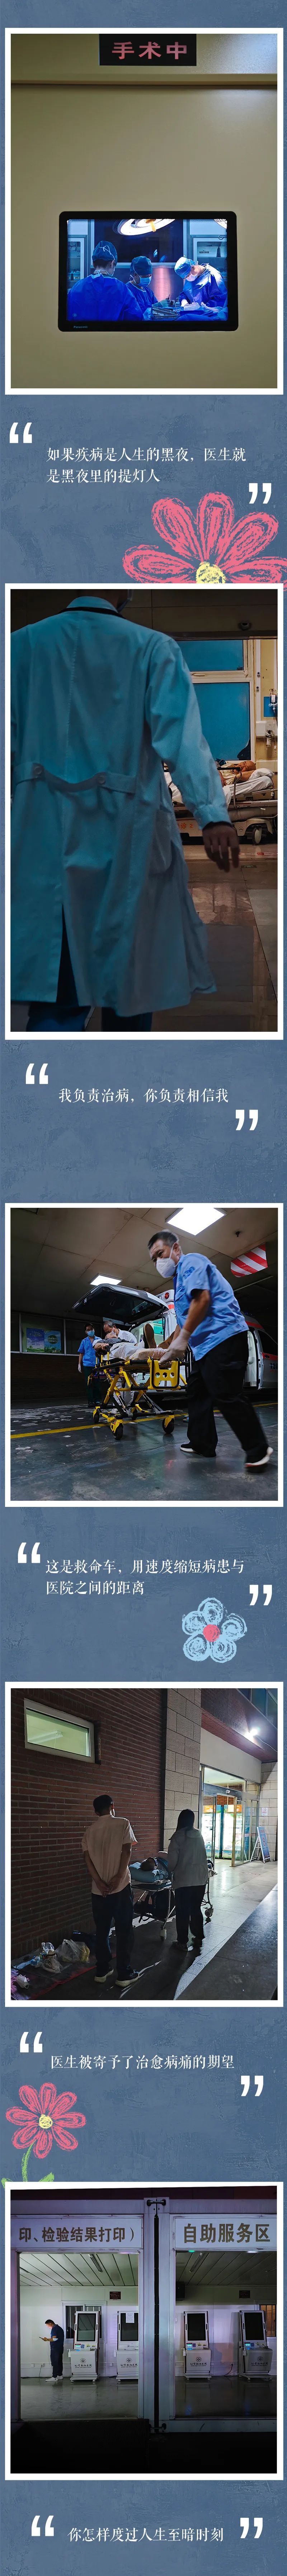 手术中
如果疾病是人生的黑夜，医生就
是黑夜里的提灯人
我负责治病，你负责相信我
这是救命车，用速度缩短病患与
医院之间的距离
医生被寄予了治愈病痛的期望
印、检验结果打印）
自助服务区
你怎样度过人生至暗时刻